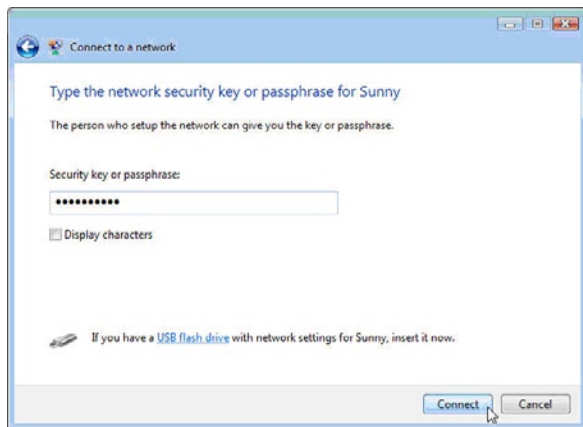 Connect to a network
Type the network security key or passphrase for Sunny
The person who setup the network can give you the key or passphrase.
Security key or passphrase:
••••••••••
Display characters
If you have a USB flash drive with network settings for Sunny, insert it now.
Connect Cancel